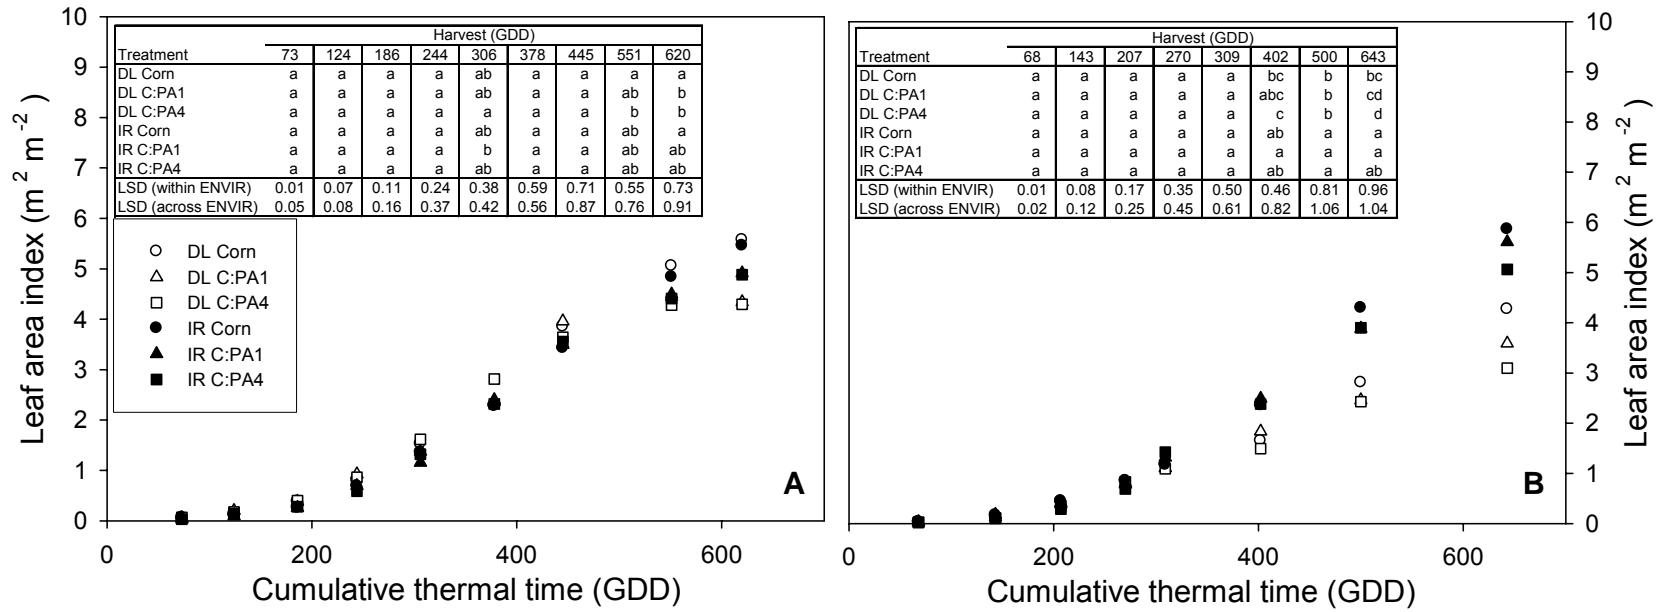 10
9
8
7
6
5
4
3
2
1
0
Leaf area index (m² m⁻²)
Harvest (GDD)
Treatment 73 124 186 244 306 378 445 551 620
DL Corn a a a a ab a a a a
DL C:PA1 a a a a ab a a ab b
DL C:PA4 a a a a a a a b b
IR Corn a a a a ab a a ab a
IR C:PA1 a a a a b a a ab ab
IR C:PA4 a a a a ab a a ab ab
LSD (within ENVIR) 0.01 0.07 0.11 0.24 0.38 0.59 0.71 0.55 0.73
LSD (across ENVIR) 0.05 0.08 0.16 0.37 0.42 0.56 0.87 0.76 0.91
DL Corn
DL C:PA1
DL C:PA4
IR Corn
IR C:PA1
IR C:PA4
A
0 200 400 600
Cumulative thermal time (GDD)
Harvest (GDD)
Treatment 68 143 207 270 309 402 500 643
DL Corn a a a a a bc b bc
DL C:PA1 a a a a a abc b cd
DL C:PA4 a a a a a c b d
IR Corn a a a a a ab a a
IR C:PA1 a a a a a a a a
IR C:PA4 a a a a a ab a ab
LSD (within ENVIR) 0.01 0.08 0.17 0.35 0.50 0.46 0.81 0.96
LSD (across ENVIR) 0.02 0.12 0.25 0.45 0.61 0.82 1.06 1.04
B
0 200 400 600
Cumulative thermal time (GDD)
10
9
8
7
6
5
4
3
2
1
0
Leaf area index (m² m⁻²)